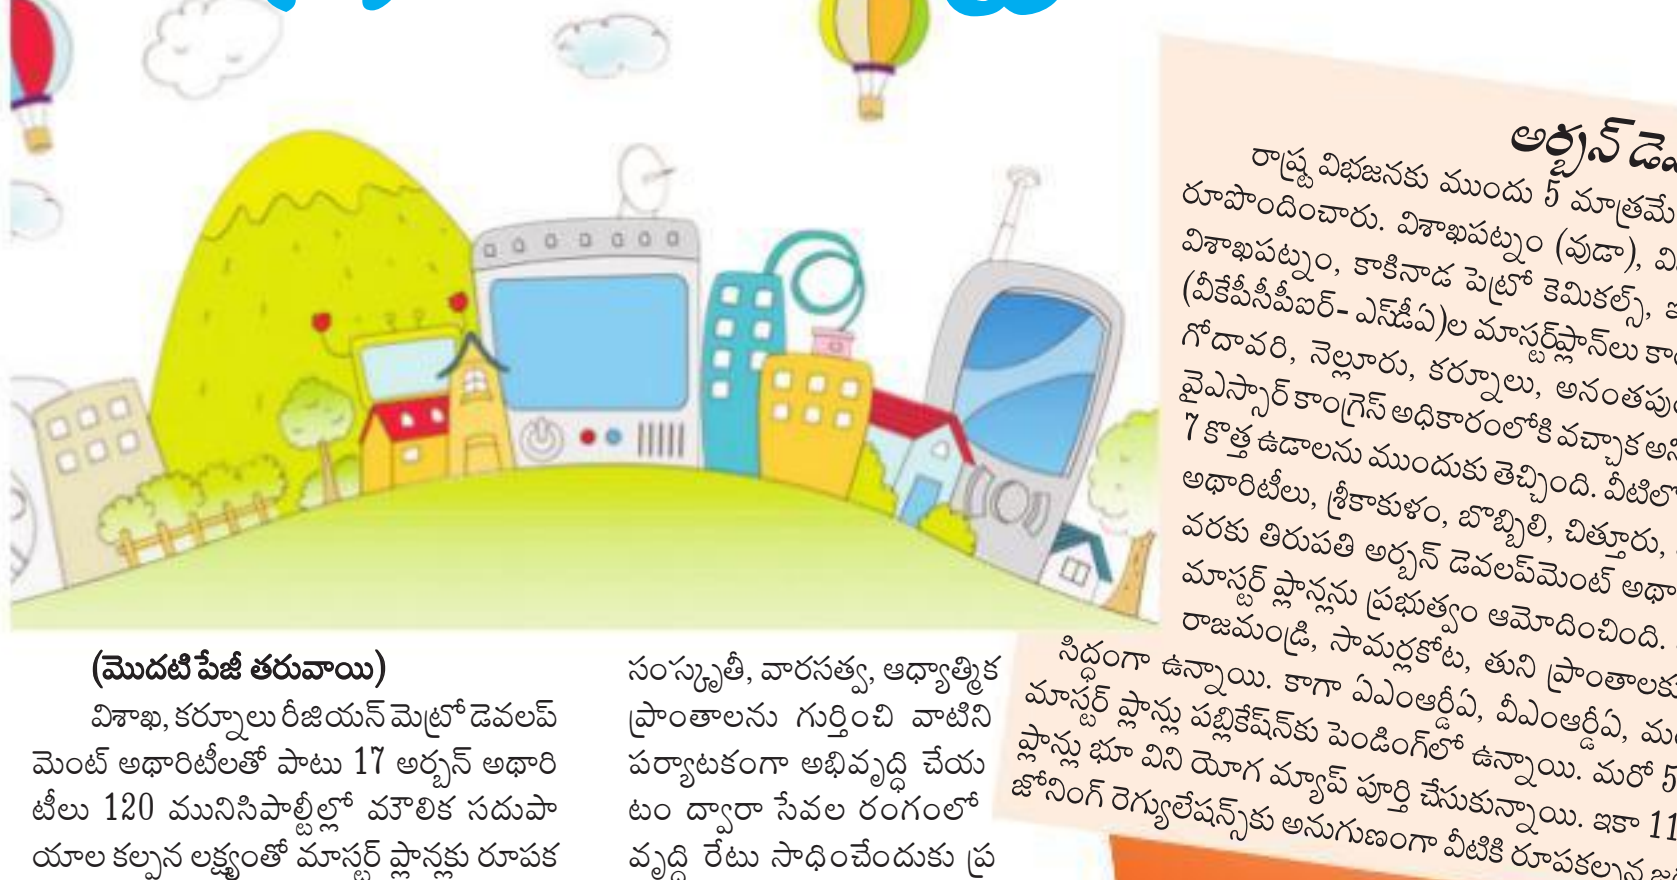 (మొదటి పేజీ తరువాయి)
విశాఖ, కర్నూలు రీజియన్ మెట్రో డెవలప్
మెంట్ అథారిటీలతో పాటు 17 అర్బన్ అథారి
టీలు 120 మునిసిపాల్టీల్లో మౌలిక సదుపా
యాల కల్పన లక్ష్యంతో మాస్టర్ ప్లాన్లకు రూపక
సంస్కృతీ, వారసత్వ, ఆధ్యాత్మిక
ప్రాంతాలను గుర్తించి వాటిని
పర్యాటకంగా అభివృద్ధి చేయ
టం ద్వారా సేవల రంగంలో
వృద్ధి రేటు సాధించేందుకు ప్ర
అర్బన్
రాష్ట్ర విభజనకు ముందు 5 మాత్రమే
రూపొందించారు. విశాఖపట్నం (వుడా),
విశాఖపట్నం, కాకినాడ పెట్రో కెమికల్స్,
(వీకేపీసీపీఐఆర్- ఎస్‌డీఏ)ల మాస్టర్‌ప్లాన్‌లు
గోదావరి, నెల్లూరు, కర్నూలు,
వైఎస్సార్ కాంగ్రెస్ అధికారంలోకి వచ్చాక
7 కొత్త ఉడాలను ముందుకు తెచ్చింది.
అథారిటీలు, శ్రీకాకుళం, బొబ్బిలి, చిత్తూరు,
వరకు తిరుపతి అర్బన్ డెవలప్‌మెంట్
మాస్టర్ ప్లాన్లను ప్రభుత్వం ఆమోదించింది.
రాజమండ్రి, సామర్లకోట, తుని
సిద్ధంగా ఉన్నాయి. కాగా ఏఎంఆర్డీఏ, వీఎంఆర్డీఏ,
మాస్టర్ ప్లాన్లు పబ్లికేషన్‌కు పెండింగ్‌లో ఉన్నాయి. మరో 5
ప్లాన్లు భూ విని యోగ మ్యాప్ పూర్తి చేసుకున్నాయి. ఇకా 11
జోనింగ్ రెగ్యులేషన్స్‌కు అనుగుణంగా వీటికి రూపకల్పన